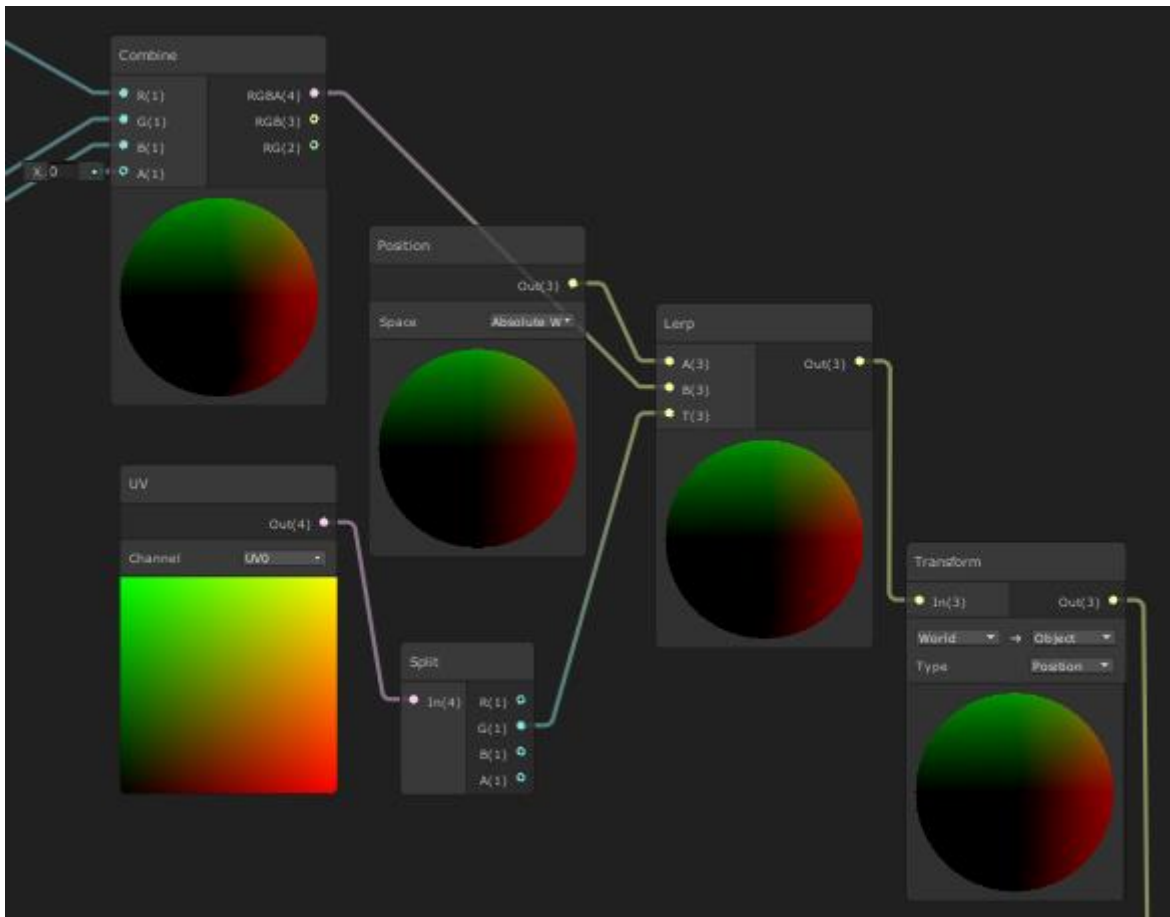 Combine
R(1) RGBA(4)
G(1) RGB(3)
B(1) RG(2)
X 0 A(1)
Position
Out(3)
Space Absolute W
Lerp
A(3) Out(3)
B(3)
T(3)
UV
Out(4)
Channel UV0
Split
In(4) R(1)
G(1)
B(1)
A(1)
Transform
In(3) Out(3)
World → Object
Type Position